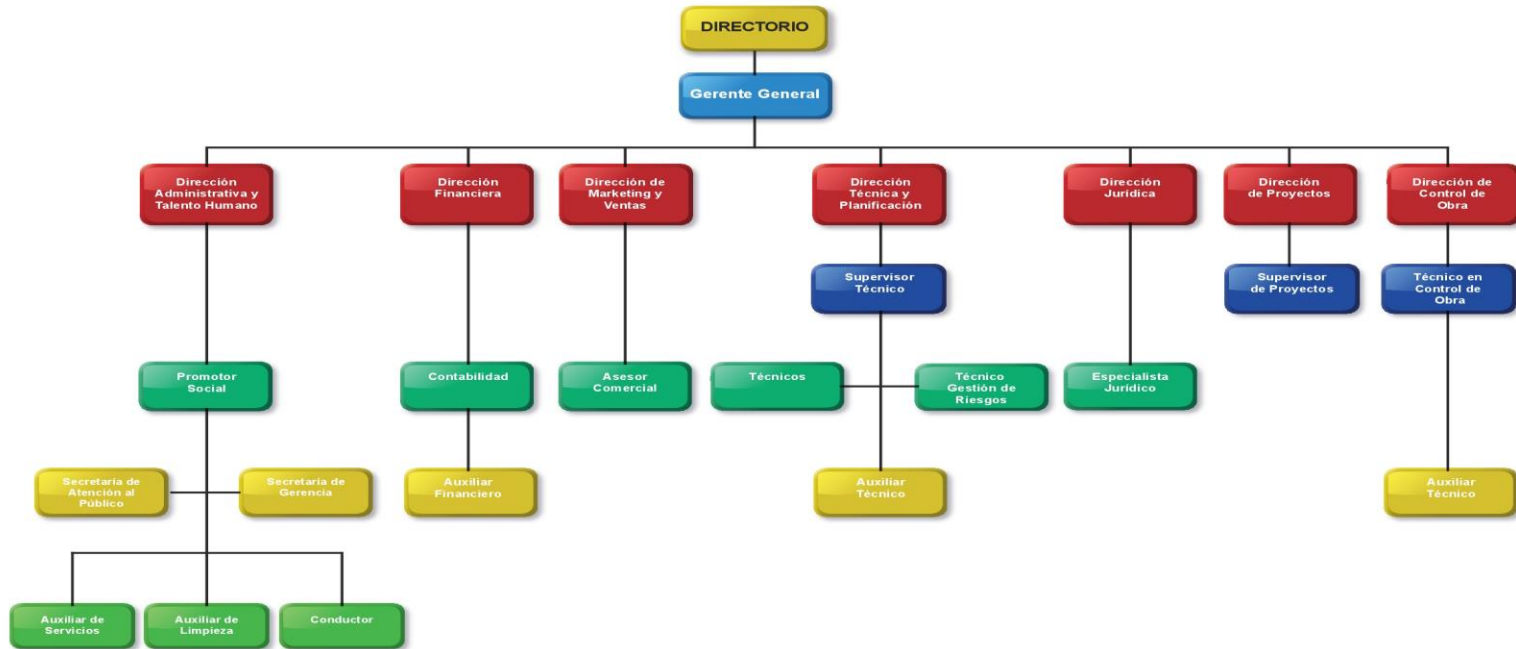 DIRECTORIO
Gerente General
Dirección
Administrativa y
Talento Humano
Dirección
Financiera
Dirección de
Marketing y
Ventas
Dirección
Técnica y
Planificación
Dirección
Jurídica
Dirección
de Proyectos
Dirección de
Control de
Obra
Supervisor
Técnico
Supervisor
de Proyectos
Técnico en
Control de
Obra
Promotor
Social
Contabilidad
Asesor
Comercial
Técnicos
Técnico
Gestión de
Riesgos
Especialista
Jurídico
Secretaría de
Atención al
Público
Secretaría de
Gerencia
Auxiliar
Financiero
Auxiliar
Técnico
Auxiliar
Técnico
Auxiliar de
Servicios
Auxiliar de
Limpieza
Conductor